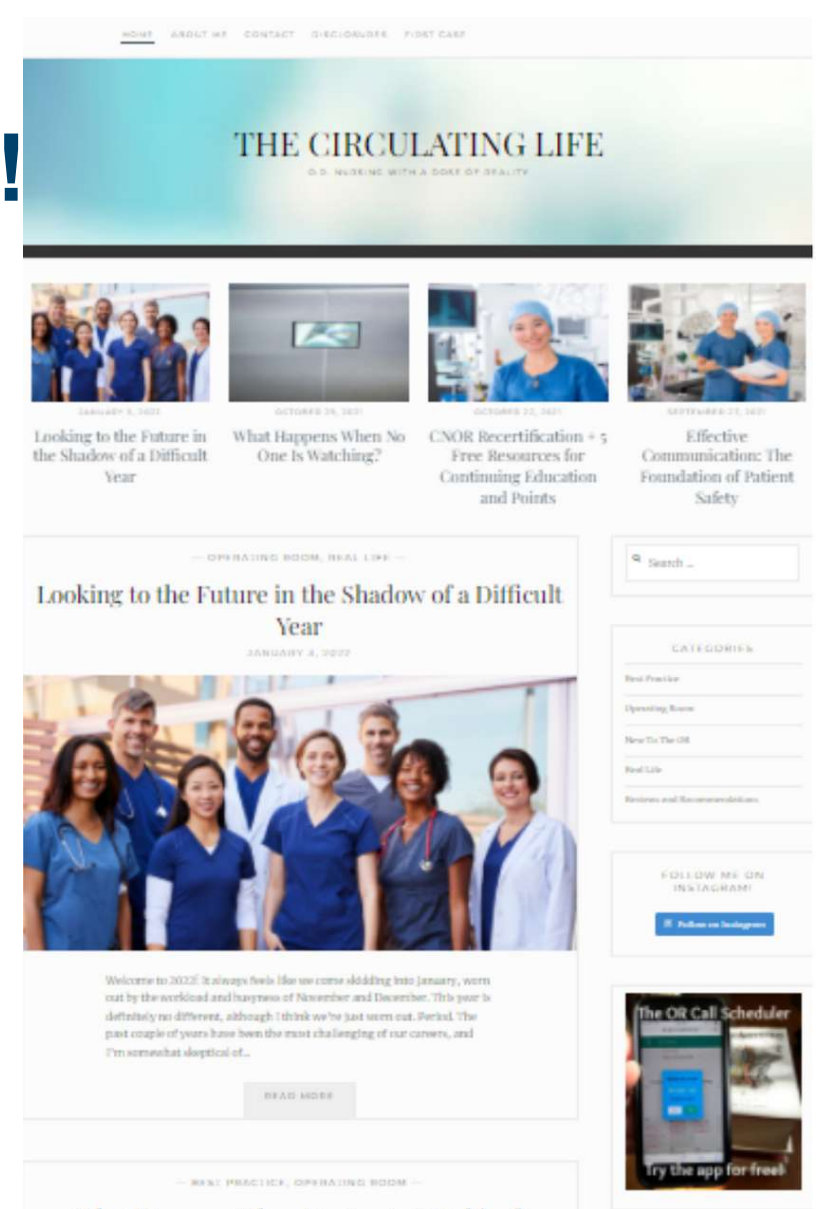 !
HOME ABOUT ME CONTACT DISCLOSURES FIRST CASE
THE CIRCULATING LIFE
O.R. NURSING WITH A DOSE OF REALITY
JANUARY 4, 2022
Looking to the Future in
the Shadow of a Difficult
Year
OCTOBER 29, 2021
What Happens When No
One Is Watching?
OCTOBER 22, 2021
CNOR Recertification + 5
Free Resources for
Continuing Education
and Points
SEPTEMBER 27, 2021
Effective
Communication: The
Foundation of Patient
Safety
— OPERATING ROOM, REAL LIFE —
Looking to the Future in the Shadow of a Difficult
Year
JANUARY 4, 2022
Welcome to 2022! It always feels like we come skidding into January, worn
out by the workload and busyness of November and December. This year is
definitely no different, although I think we're just worn out. Period. The
past couple of years have been the most challenging of our careers, and
I'm somewhat skeptical of...
READ MORE
— BEST PRACTICE, OPERATING ROOM —
Search ...
CATEGORIES
Best Practice
Operating Room
New To The OR
Real Life
Reviews and Recommendations
FOLLOW ME ON
INSTAGRAM!
Follow on Instagram
The OR Call Scheduler
Try the app for free!